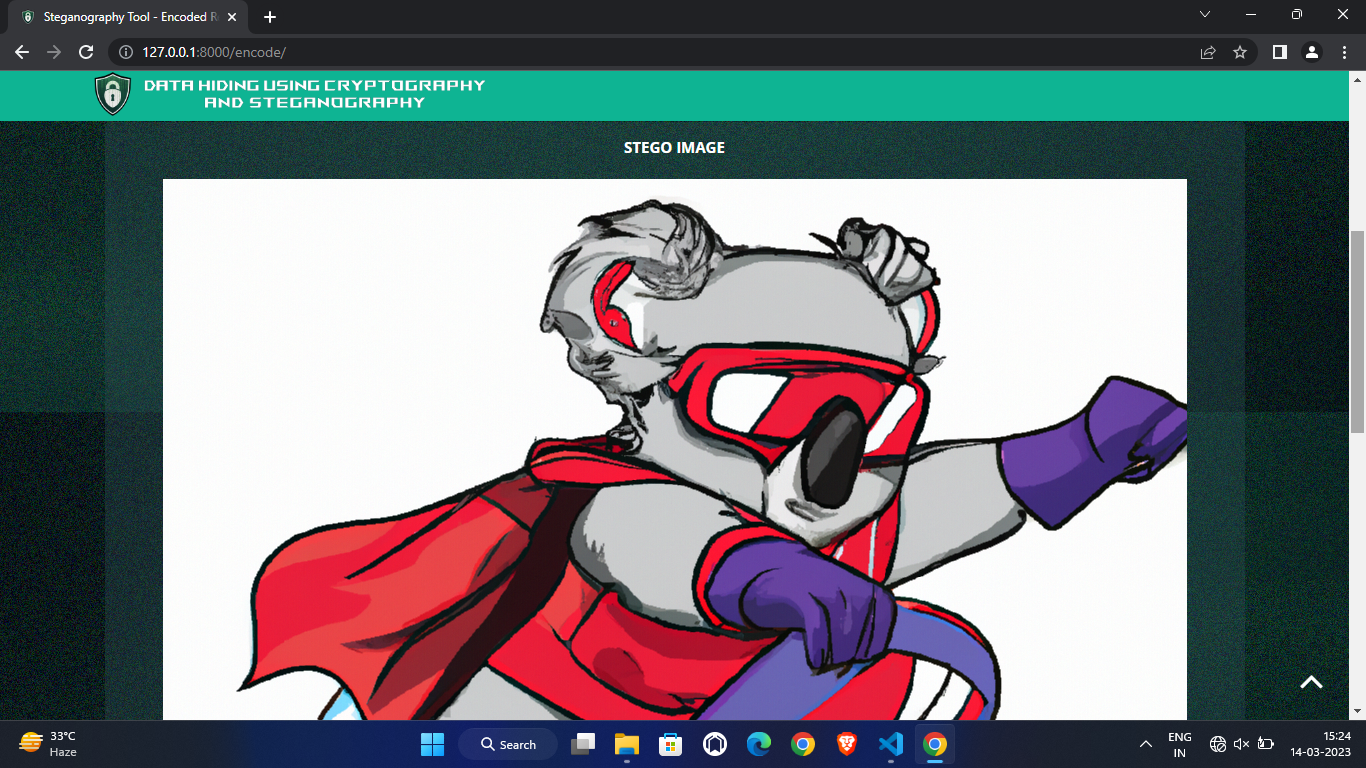 Steganography Tool - Encoded R
127.0.0.1:8000/encode/
DATA HIDING USING CRYPTOGRAPHY
AND STEGANOGRAPHY
STEGO IMAGE
33°C
Haze
Search
ENG
IN
15:24
14-03-2023